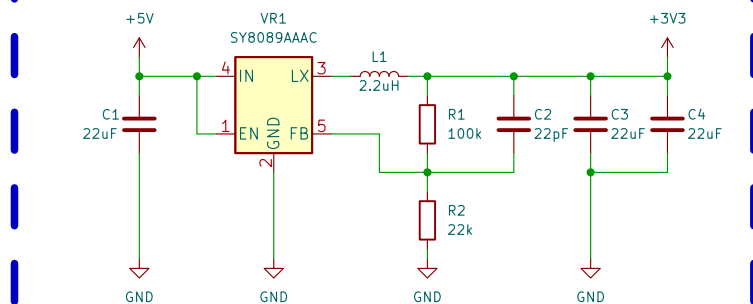 +5V
VR1
SY8089AAAC
+3V3
4
IN
LX
3
L1
2.2uH
C1
22uF
1
EN
GND
FB
5
2
R1
100k
C2
22pF
C3
22uF
C4
22uF
R2
22k
GND
GND
GND
GND